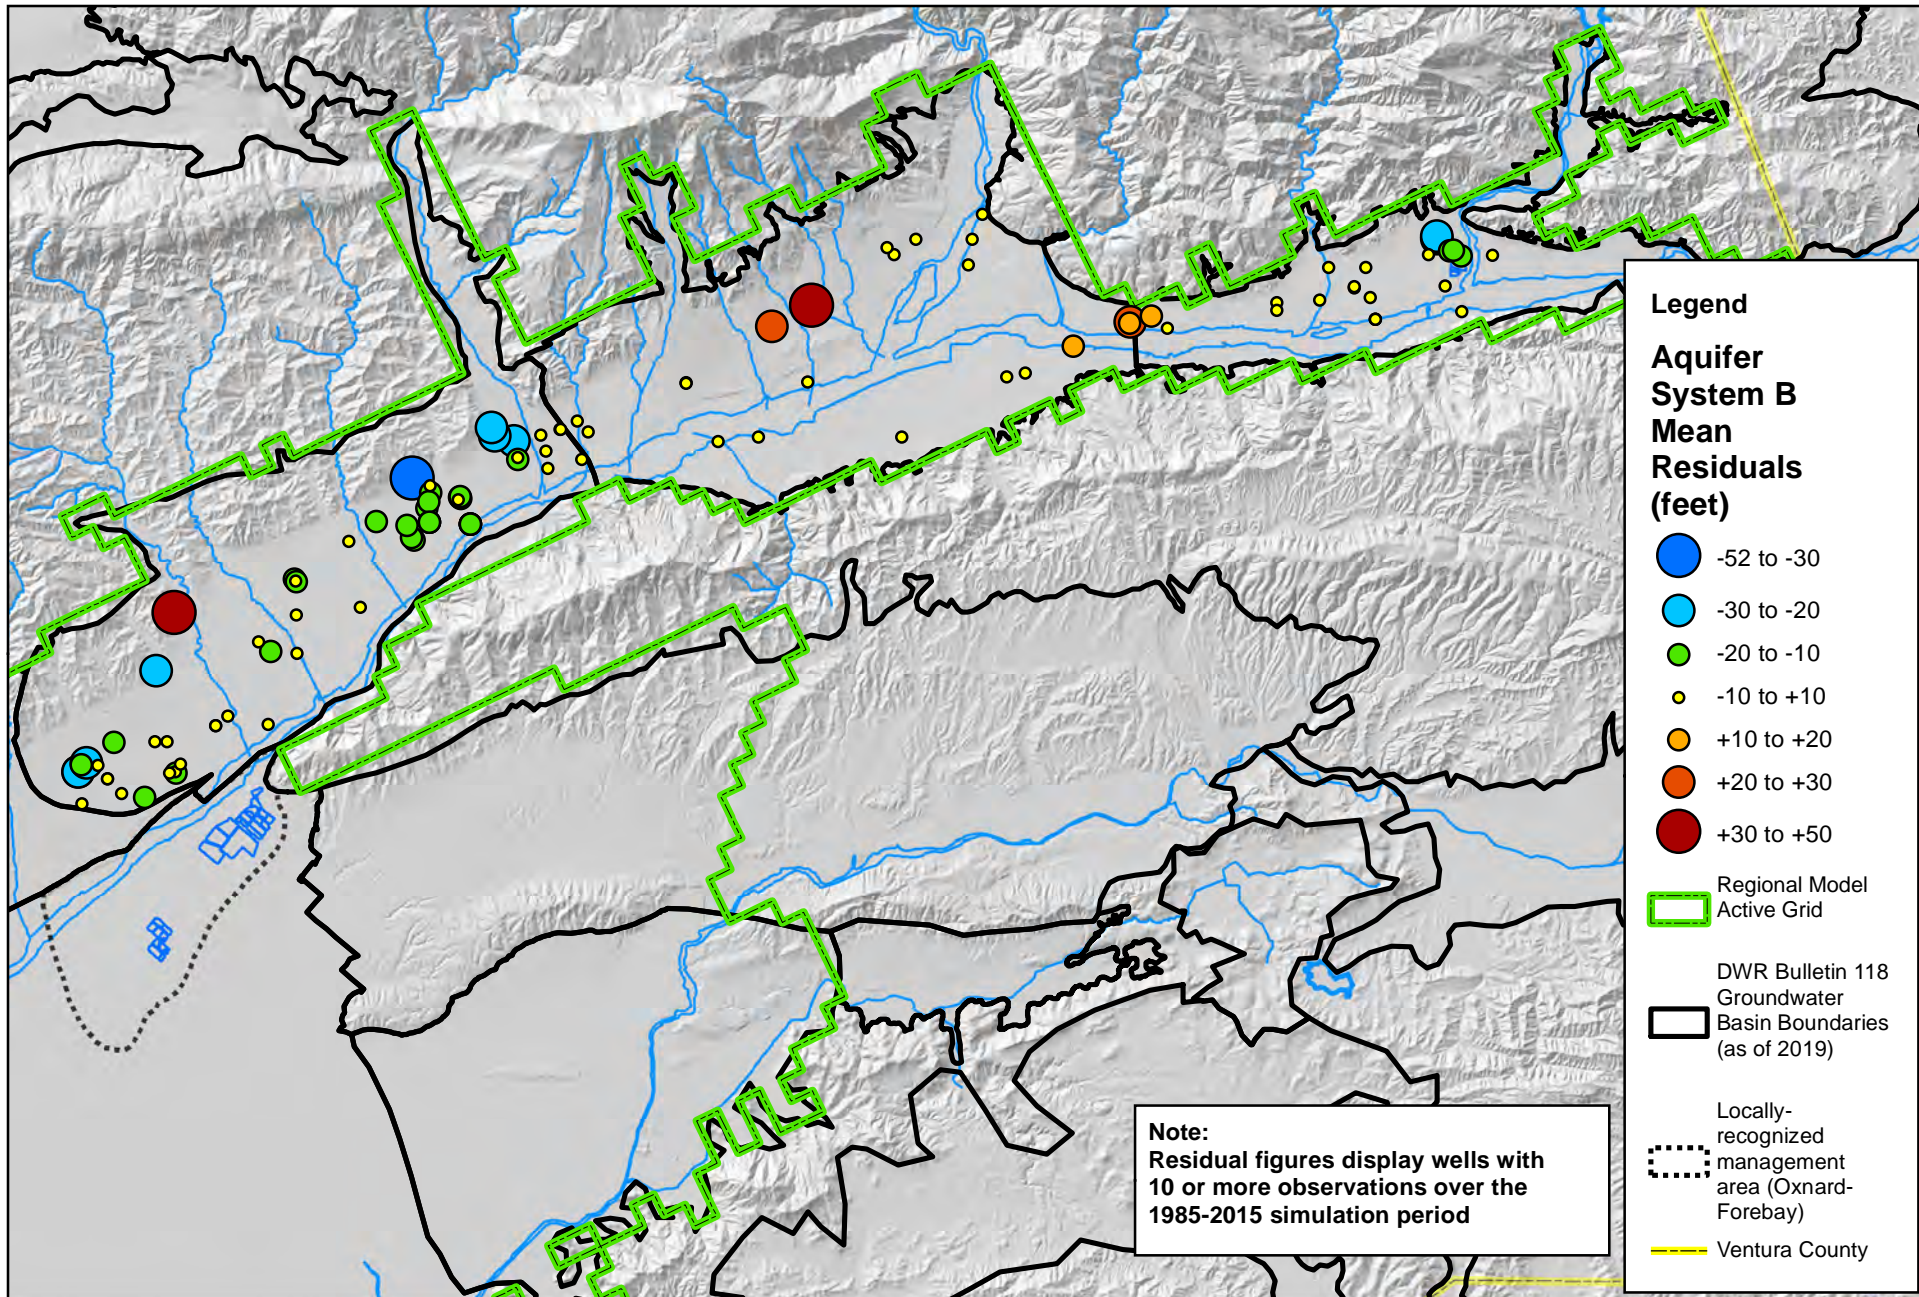 Legend
Aquifer
System B
Mean
Residuals
(feet)
-52 to -30
-30 to -20
-20 to -10
-10 to +10
+10 to +20
+20 to +30
+30 to +50
Regional Model
Active Grid
DWR Bulletin 118
Groundwater
Basin Boundaries
(as of 2019)
Locally-
recognized
management
area (Oxnard-
Forebay)
Ventura County
Note:
Residual figures display wells with
10 or more observations over the
1985-2015 simulation period